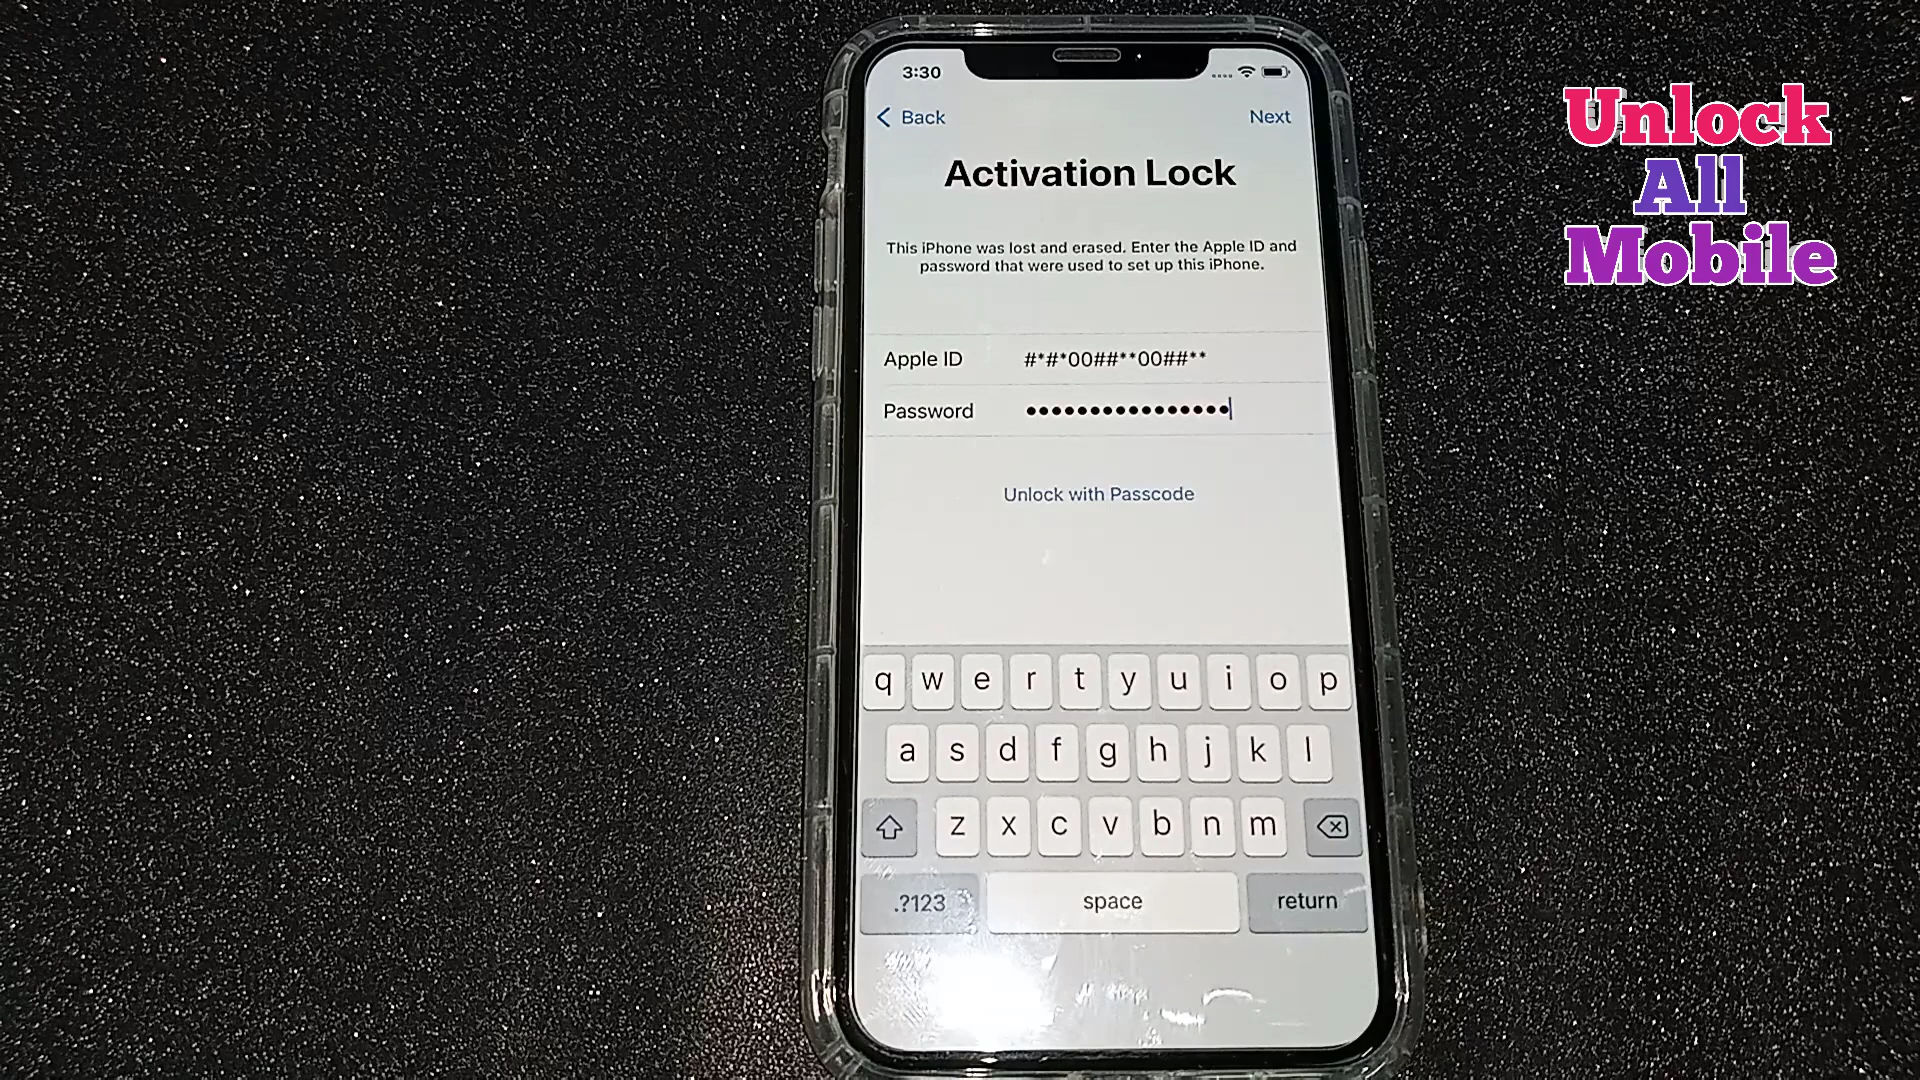 3:30
Back
Next
Activation Lock
This iPhone was lost and erased. Enter the Apple ID and
password that were used to set up this iPhone.
Apple ID #*#*00##**00##**
Password ••••••••••••••••
Unlock with Passcode
q w e r t y u i o p
a s d f g h j k l
z x c v b n m
.?123 space return
Unlock
All
Mobile